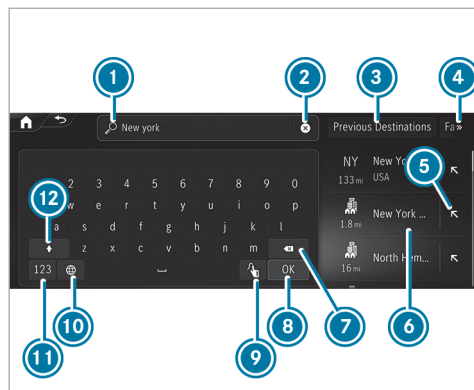 1 2 3 4
New york Previous Destinations Fa»
NY New Yo
133 mi USA 5
2 3 4 5 6 7 8 9 0
12 w e r t y u i o p New York ...
1.8 mi
a s d f g h j k l
z x c v b n m North Hem...
123 OK 16 mi
11 10 9 8 7 6